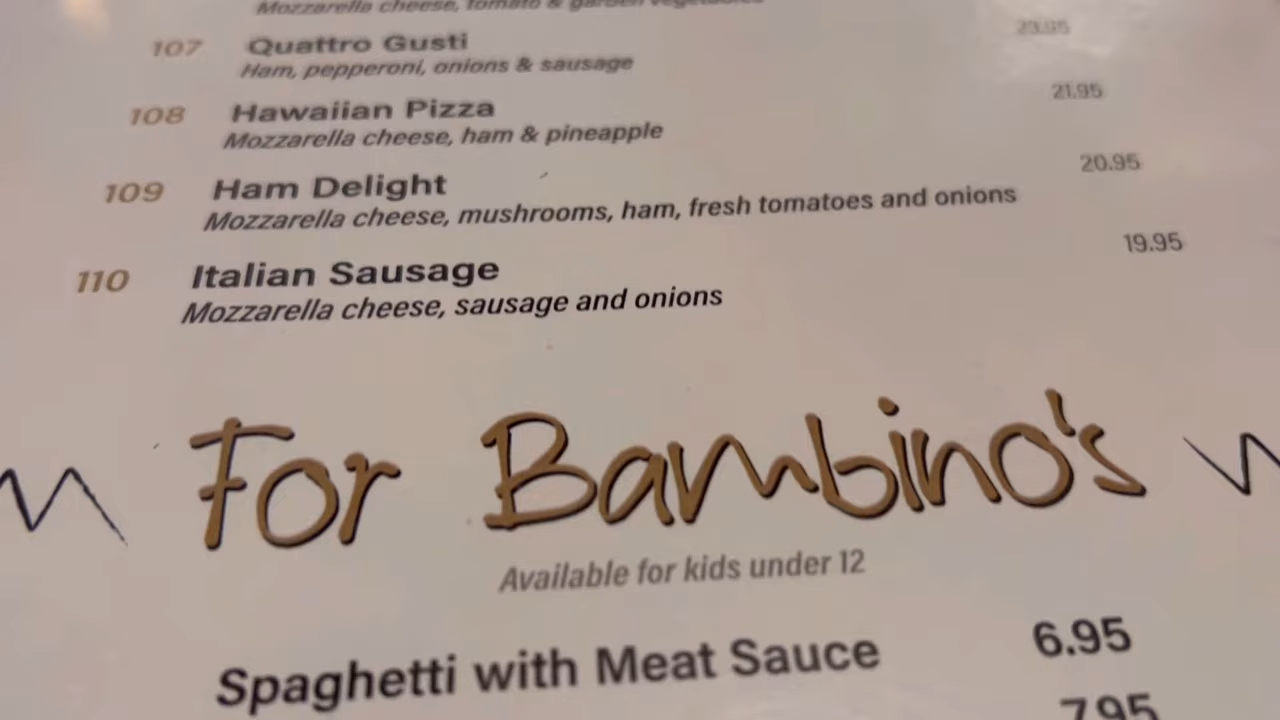 Mozzarella cheese, tomato & garden vegetables
107 Quattro Gusti 23.95
Ham, pepperoni, onions & sausage
108 Hawaiian Pizza 21.95
Mozzarella cheese, ham & pineapple
109 Ham Delight 20.95
Mozzarella cheese, mushrooms, ham, fresh tomatoes and onions
110 Italian Sausage 19.95
Mozzarella cheese, sausage and onions
For Bambino's
Available for kids under 12
Spaghetti with Meat Sauce 6.95
7.95